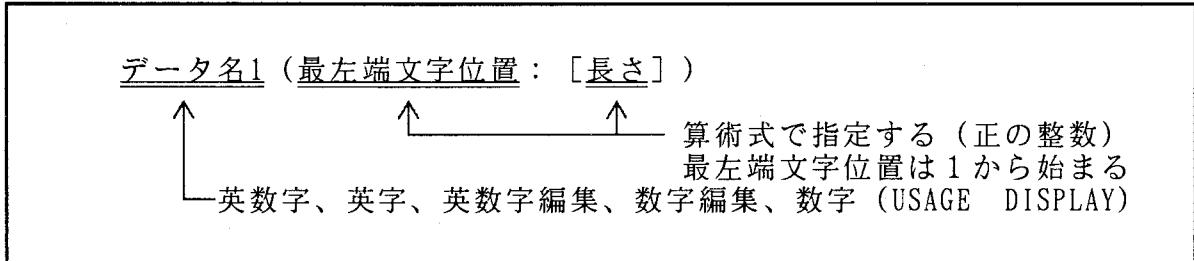 データ名1（最左端文字位置：［長さ］）
算術式で指定する（正の整数）
最左端文字位置は１から始まる
英数字、英字、英数字編集、数字編集、数字（USAGE　DISPLAY）